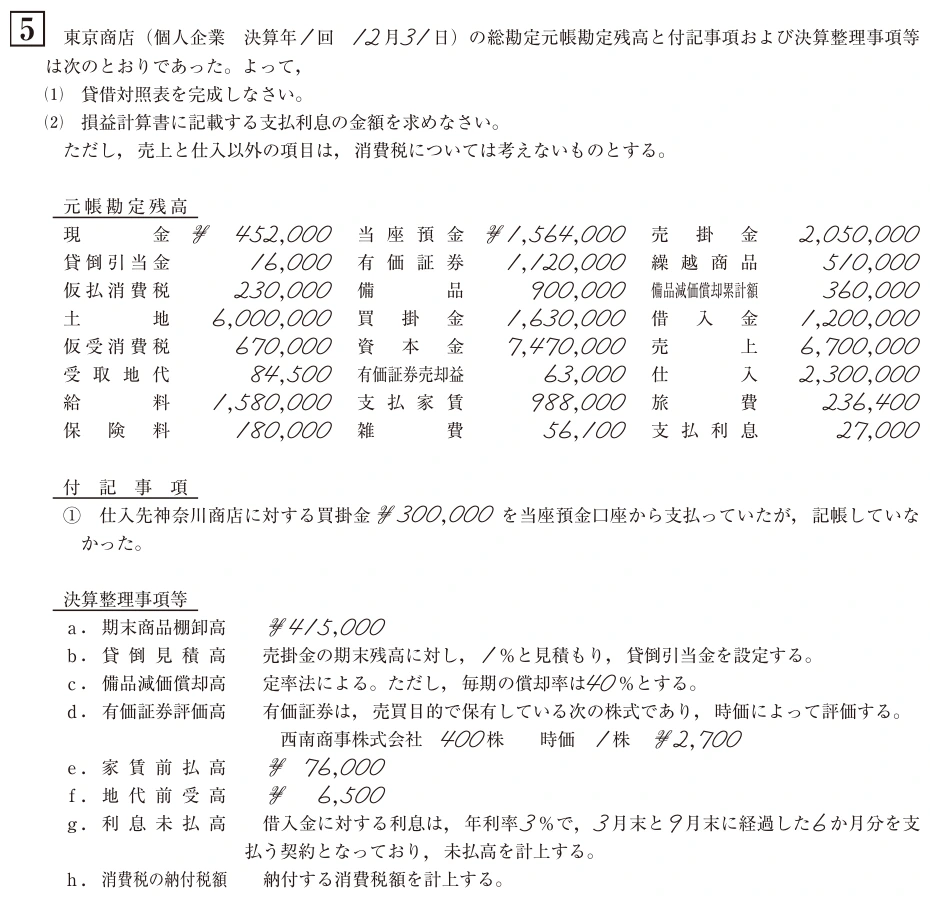 5 東京商店（個人企業　決算年1回　12月31日）の総勘定元帳勘定残高と付記事項および決算整理事項等
は次のとおりであった。よって，
⑴　貸借対照表を完成しなさい。
⑵　損益計算書に記載する支払利息の金額を求めなさい。
ただし，売上と仕入以外の項目は，消費税については考えないものとする。
元帳勘定残高
現金 ¥ 452,000 当座預金 ¥1,564,000 売掛金 2,050,000
貸倒引当金 16,000 有価証券 1,120,000 繰越商品 510,000
仮払消費税 230,000 備品 900,000 備品減価償却累計額 360,000
土地 6,000,000 買掛金 1,630,000 借入金 1,200,000
仮受消費税 670,000 資本金 7,470,000 売上 6,700,000
受取地代 84,500 有価証券売却益 63,000 仕入 2,300,000
給料 1,580,000 支払家賃 988,000 旅費 236,400
保険料 180,000 雑費 56,100 支払利息 27,000
付記事項
①　仕入先神奈川商店に対する買掛金¥300,000を当座預金口座から支払っていたが，記帳していな
かった。
決算整理事項等
a．期末商品棚卸高　¥415,000
b．貸倒見積高　売掛金の期末残高に対し，1％と見積もり，貸倒引当金を設定する。
c．備品減価償却高　定率法による。ただし，毎期の償却率は40％とする。
d．有価証券評価高　有価証券は，売買目的で保有している次の株式であり，時価によって評価する。
西南商事株式会社　400株　時価　1株　¥2,700
e．家賃前払高　¥ 76,000
f．地代前受高　¥ 6,500
g．利息未払高　借入金に対する利息は，年利率3％で，3月末と9月末に経過した6か月分を支
払う契約となっており，未払高を計上する。
h．消費税の納付税額　納付する消費税額を計上する。